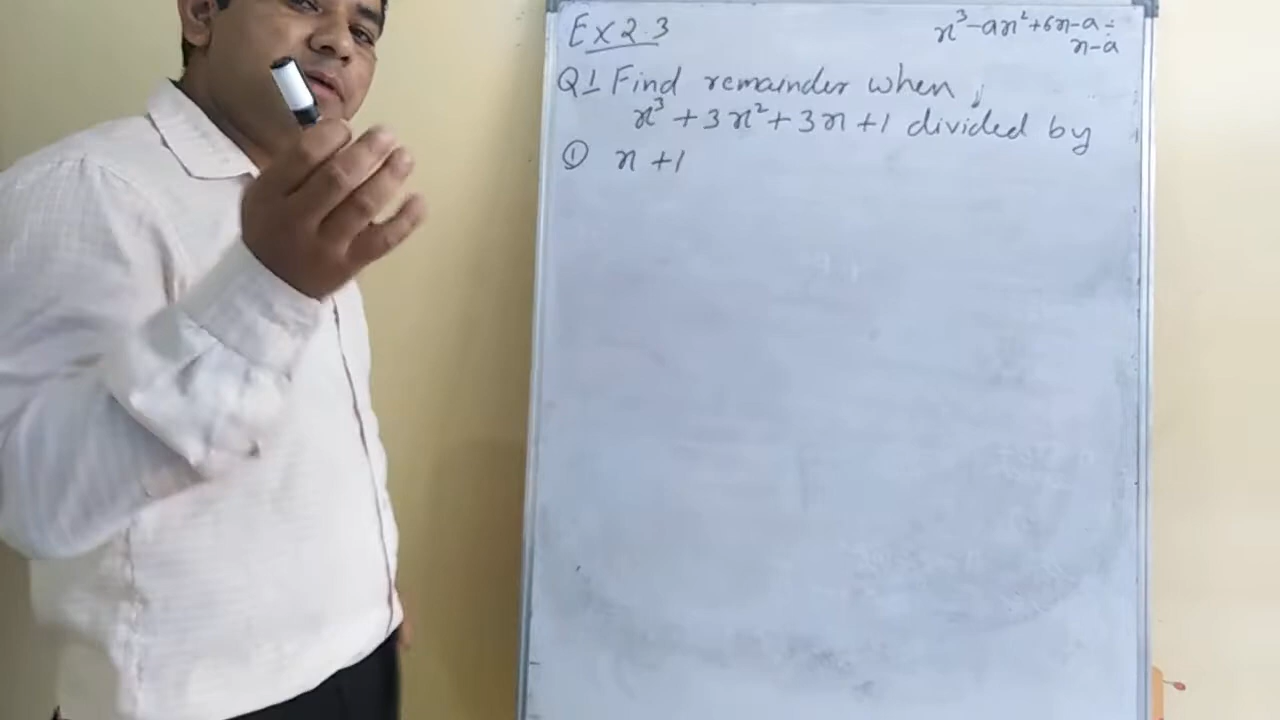 Ex 2.3
x³-ax²+6x-a ÷
x-a
Q1 Find remainder when,
x³ + 3x² + 3x + 1 divided by
① x + 1